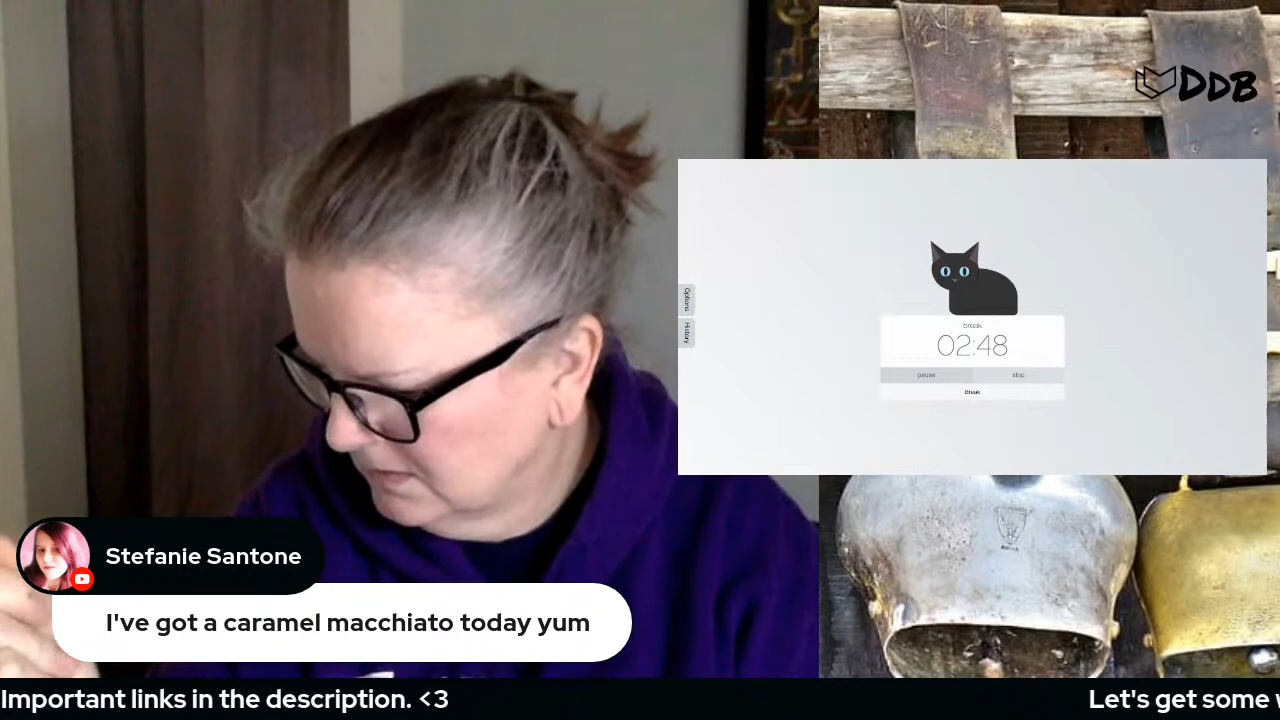 DDB
Options
History
break
02:48
pause
stop
Break
Stefanie Santone
I've got a caramel macchiato today yum
Important links in the description. <3
Let's get some